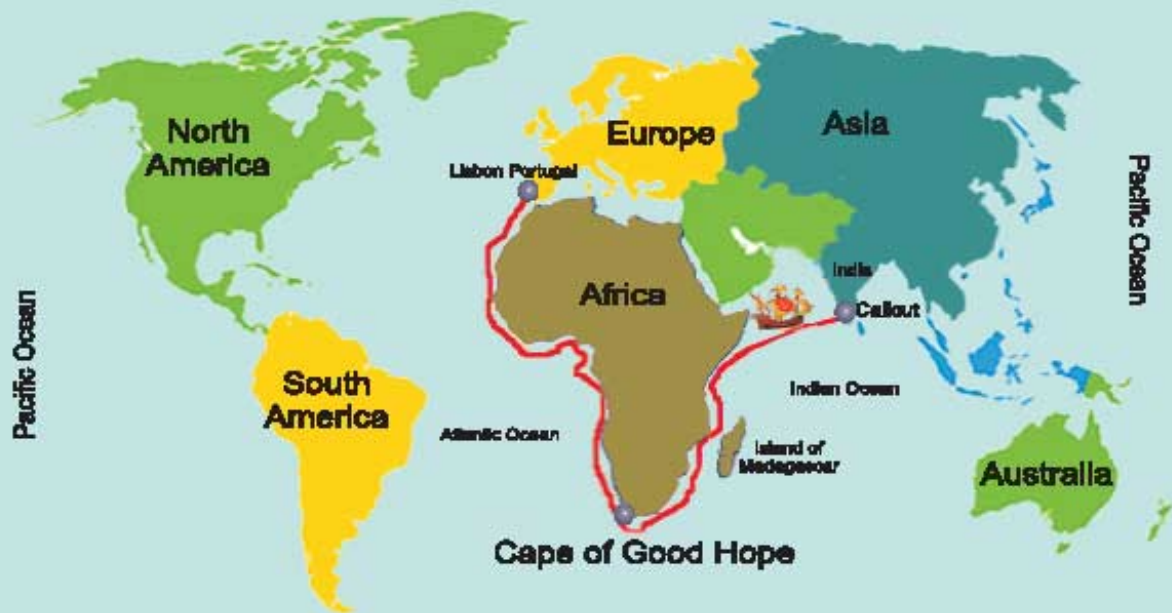 North
America
Europe
Asia
Lisbon Portugal
Pacific Ocean
India
Africa
Calicut
Pacific Ocean
South
America
Indian Ocean
Atlantic Ocean
Island of
Madagascar
Australia
Cape of Good Hope